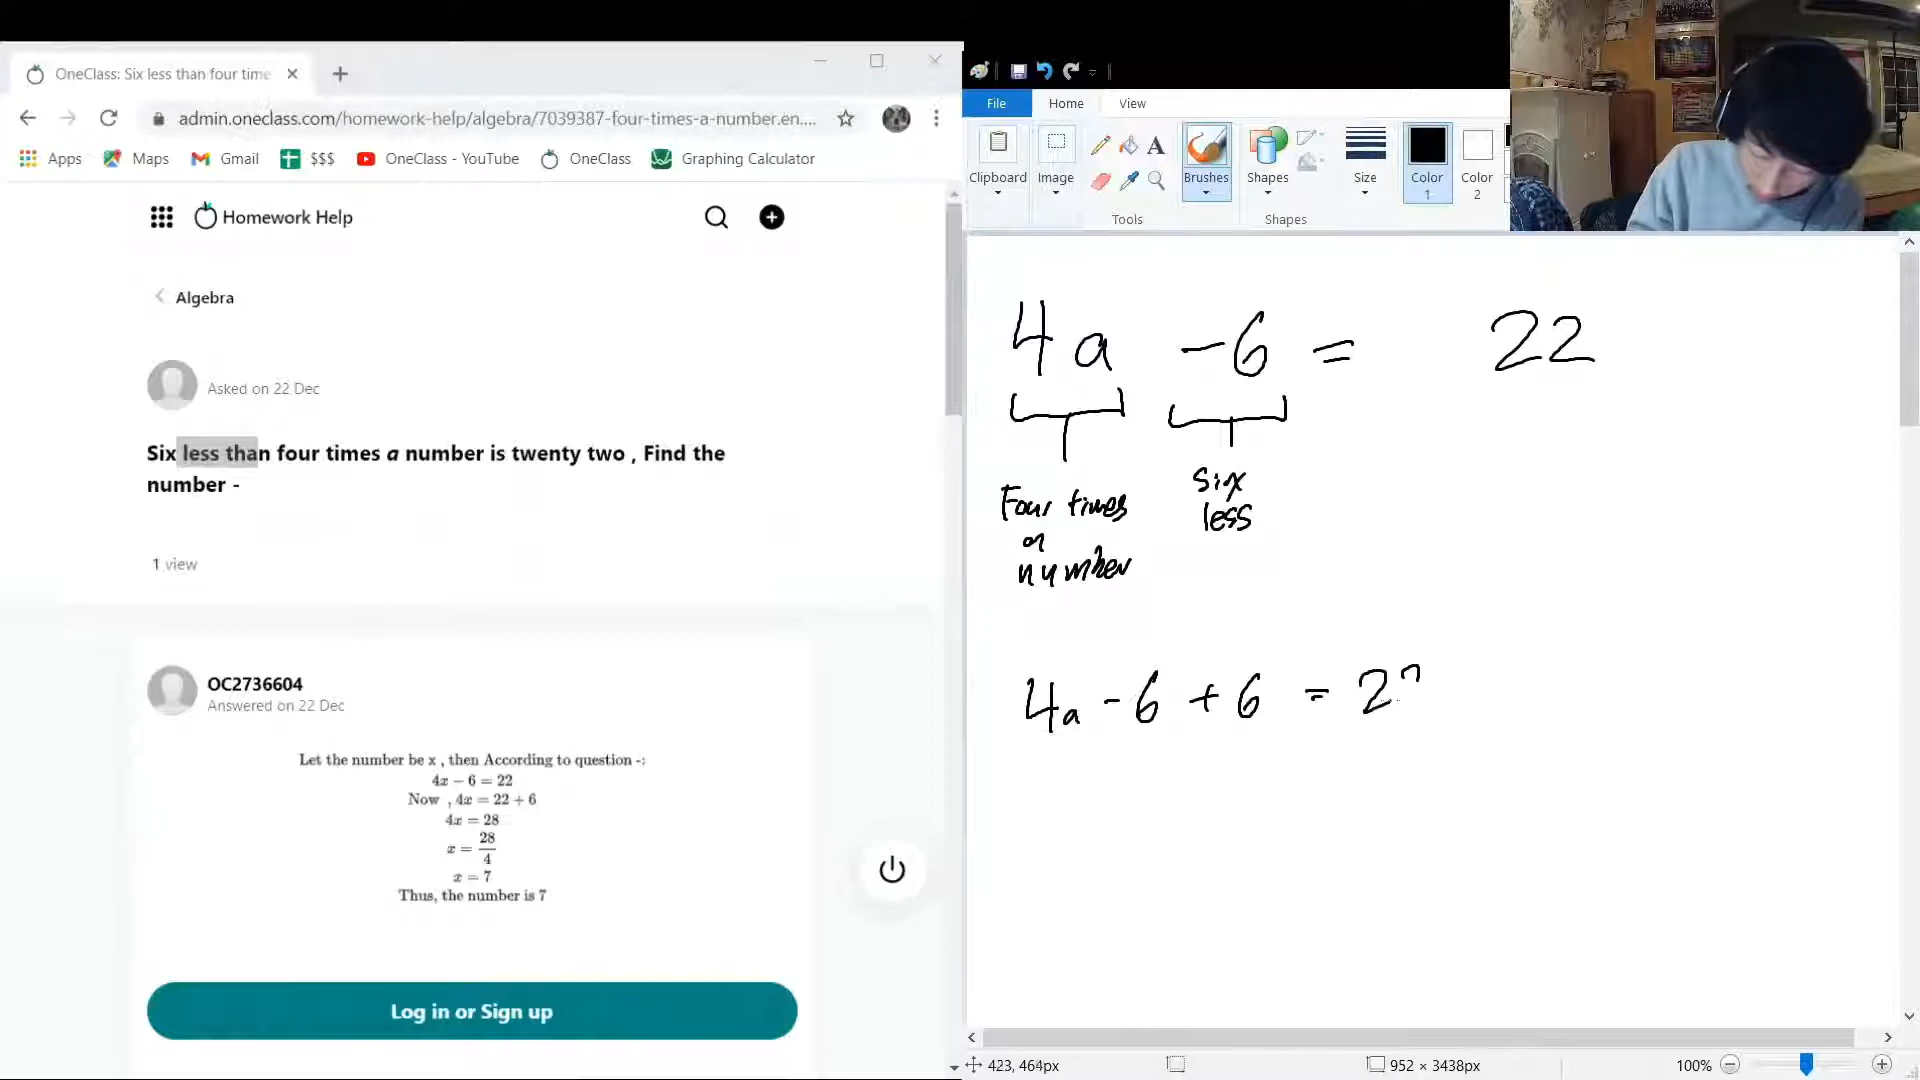 OneClass: Six less than four time
admin.oneclass.com/homework-help/algebra/7039387-four-times-a-number.en....
Apps Maps Gmail $$$ OneClass - YouTube OneClass Graphing Calculator
Homework Help
Algebra
Asked on 22 Dec
Six less than four times a number is twenty two , Find the
number -
1 view
OC2736604
Answered on 22 Dec
Let the number be x , then According to question -:
4x − 6 = 22
Now , 4x = 22 + 6
4x = 28
x = 28/4
x = 7
Thus, the number is 7
Log in or Sign up
File Home View
Clipboard Image Brushes Shapes Size Color 1 Color 2
Tools Shapes
4a - 6 = 22
Four times
a
number
six
less
4a - 6 + 6 = 2
423, 464px
952 × 3438px
100%